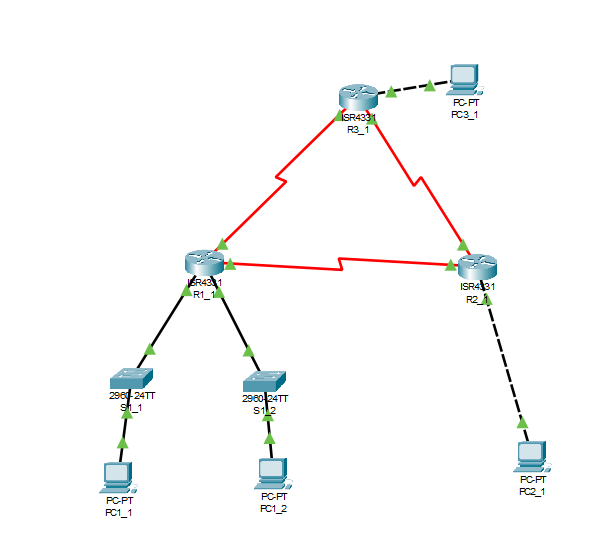 PC-PT
PC3_1
ISR4331
R3_1
ISR4331
R1_1
ISR4331
R2_1
2960-24TT
S1_1
2960-24TT
S1_2
PC-PT
PC1_1
PC-PT
PC1_2
PC-PT
PC2_1